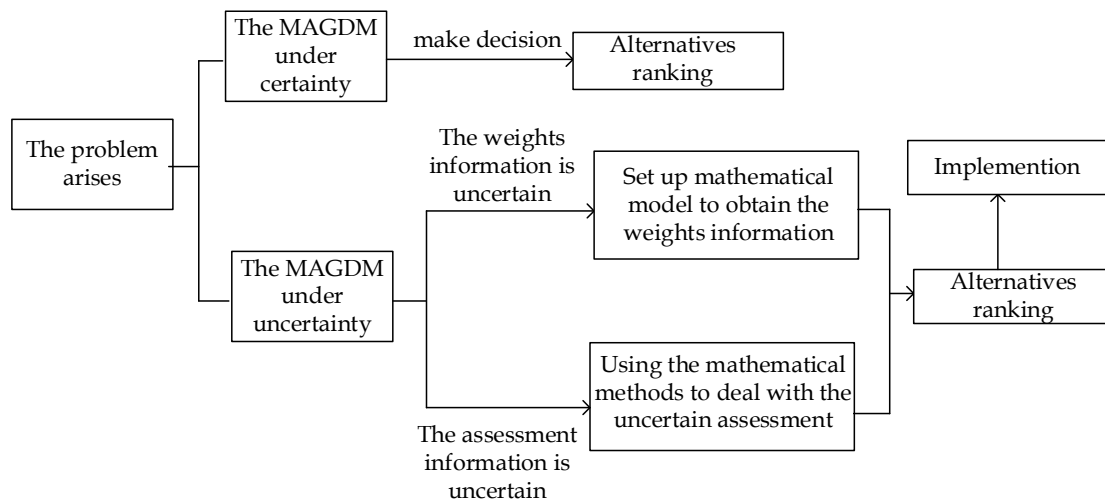 The MAGDM
under
certainty
make decision
Alternatives
ranking
The problem
arises
The weights
information is
uncertain
Set up mathematical
model to obtain the
weights information
Implemention
The MAGDM
under
uncertainty
Alternatives
ranking
Using the mathematical
methods to deal with the
uncertain assessment
The assessment
information is
uncertain